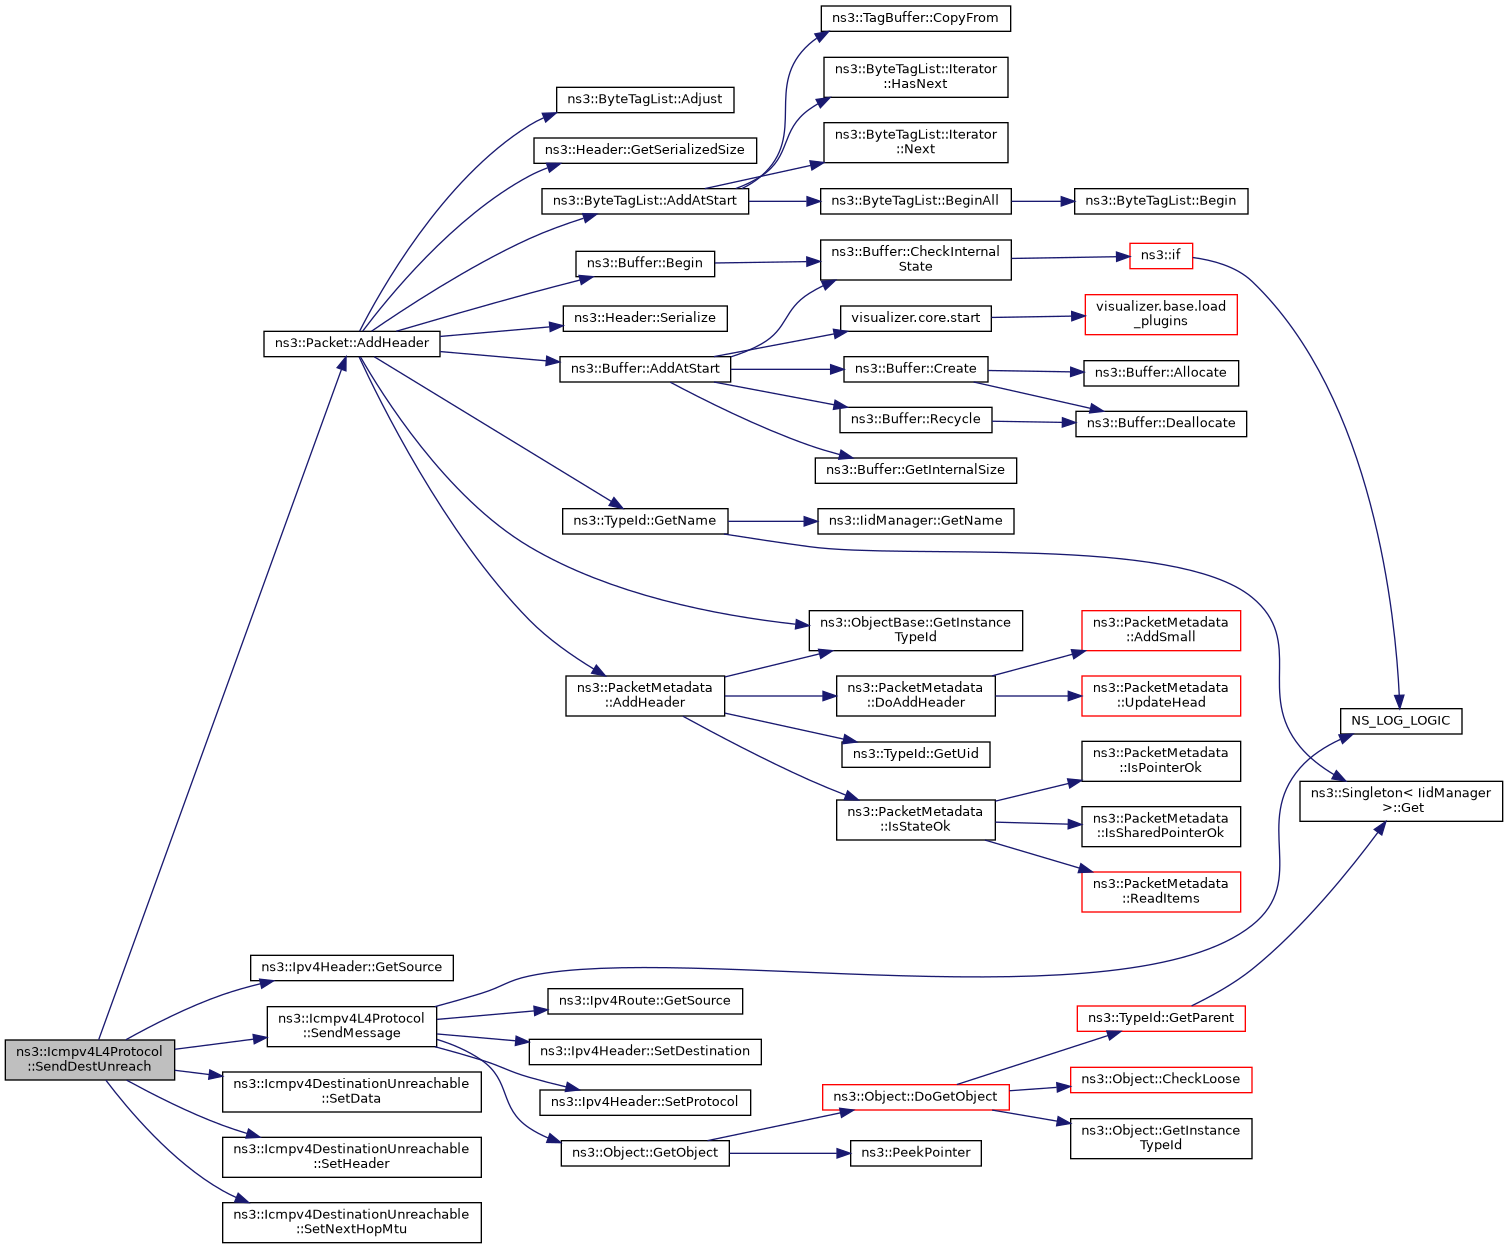 ns3::TagBuffer::CopyFrom
ns3::ByteTagList::Iterator
::HasNext
ns3::ByteTagList::Adjust
ns3::ByteTagList::Iterator
::Next
ns3::Header::GetSerializedSize
ns3::ByteTagList::AddAtStart
ns3::ByteTagList::BeginAll
ns3::ByteTagList::Begin
ns3::Buffer::Begin
ns3::Buffer::CheckInternal
State
ns3::if
ns3::Header::Serialize
visualizer.core.start
visualizer.base.load
_plugins
ns3::Packet::AddHeader
ns3::Buffer::AddAtStart
ns3::Buffer::Create
ns3::Buffer::Allocate
ns3::Buffer::Recycle
ns3::Buffer::Deallocate
ns3::Buffer::GetInternalSize
ns3::TypeId::GetName
ns3::IidManager::GetName
ns3::ObjectBase::GetInstance
TypeId
ns3::PacketMetadata
::AddSmall
ns3::PacketMetadata
::AddHeader
ns3::PacketMetadata
::DoAddHeader
ns3::PacketMetadata
::UpdateHead
NS_LOG_LOGIC
ns3::TypeId::GetUid
ns3::PacketMetadata
::IsPointerOk
ns3::Singleton< IidManager
>::Get
ns3::PacketMetadata
::IsStateOk
ns3::PacketMetadata
::IsSharedPointerOk
ns3::PacketMetadata
::ReadItems
ns3::Ipv4Header::GetSource
ns3::Icmpv4L4Protocol
::SendMessage
ns3::Ipv4Route::GetSource
ns3::TypeId::GetParent
ns3::Icmpv4L4Protocol
::SendDestUnreach
ns3::Ipv4Header::SetDestination
ns3::Icmpv4DestinationUnreachable
::SetData
ns3::Ipv4Header::SetProtocol
ns3::Object::DoGetObject
ns3::Object::CheckLoose
ns3::Object::GetInstance
TypeId
ns3::Icmpv4DestinationUnreachable
::SetHeader
ns3::Object::GetObject
ns3::PeekPointer
ns3::Icmpv4DestinationUnreachable
::SetNextHopMtu